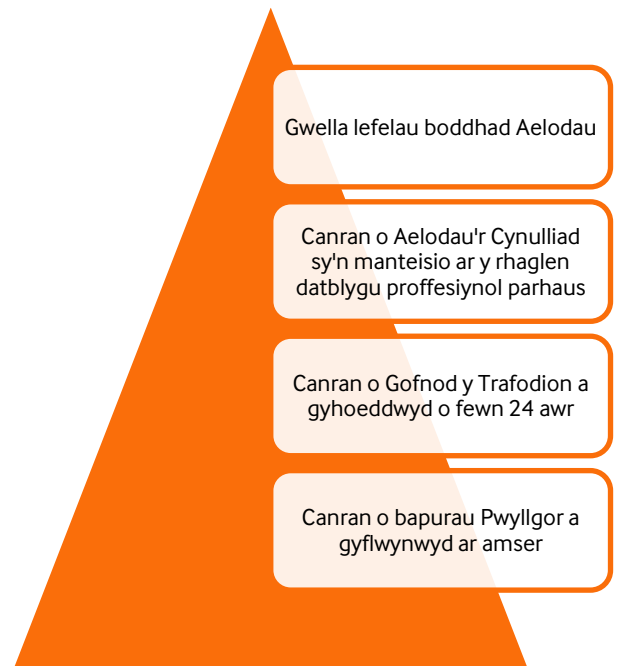 Gwella lefelau boddhad Aelodau
Canran o Aelodau'r Cynulliad
sy'n manteisio ar y rhaglen
datblygu proffesiynol parhaus
Canran o Gofnod y Trafodion a
gyhoeddwyd o fewn 24 awr
Canran o bapurau Pwyllgor a
gyflwynwyd ar amser